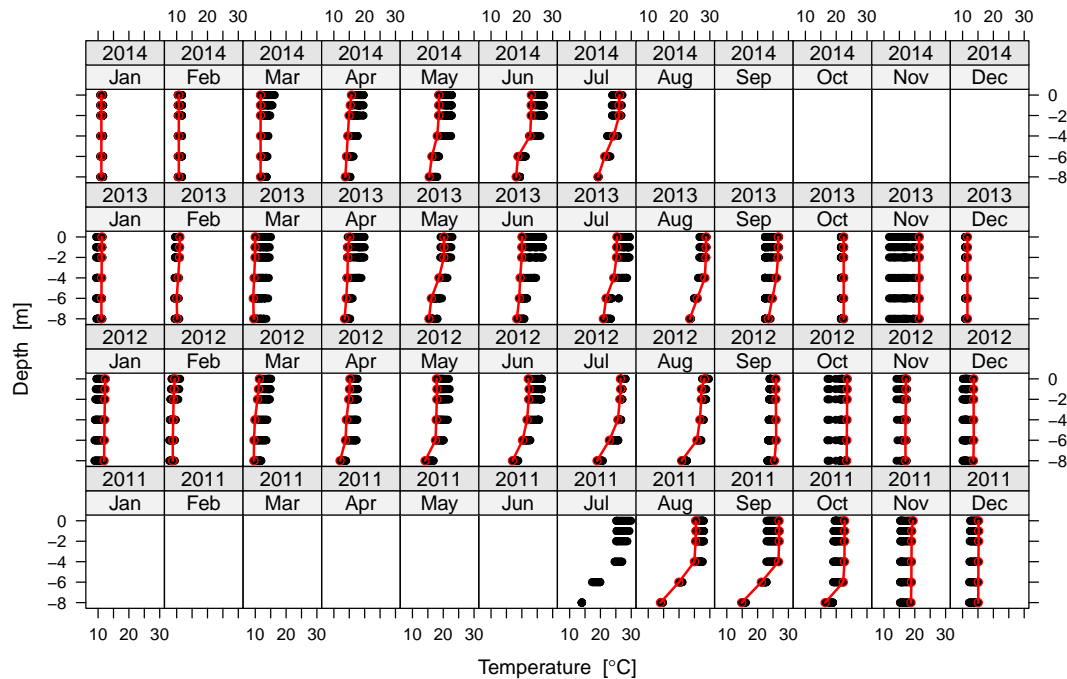 10 20 30 10 20 30 10 20 30 10 20 30 10 20 30 10 20 30
2014 2014 2014 2014 2014 2014 2014 2014 2014 2014 2014 2014
Jan Feb Mar Apr May Jun Jul Aug Sep Oct Nov Dec
0
−2
−4
−6
−8
2013 2013 2013 2013 2013 2013 2013 2013 2013 2013 2013 2013
Jan Feb Mar Apr May Jun Jul Aug Sep Oct Nov Dec
0
−2
−4
−6
−8
2012 2012 2012 2012 2012 2012 2012 2012 2012 2012 2012 2012
Jan Feb Mar Apr May Jun Jul Aug Sep Oct Nov Dec
0
−2
−4
−6
−8
2011 2011 2011 2011 2011 2011 2011 2011 2011 2011 2011 2011
Jan Feb Mar Apr May Jun Jul Aug Sep Oct Nov Dec
0
−2
−4
−6
−8
10 20 30 10 20 30 10 20 30 10 20 30 10 20 30 10 20 30
Depth [m]
Temperature [°C]